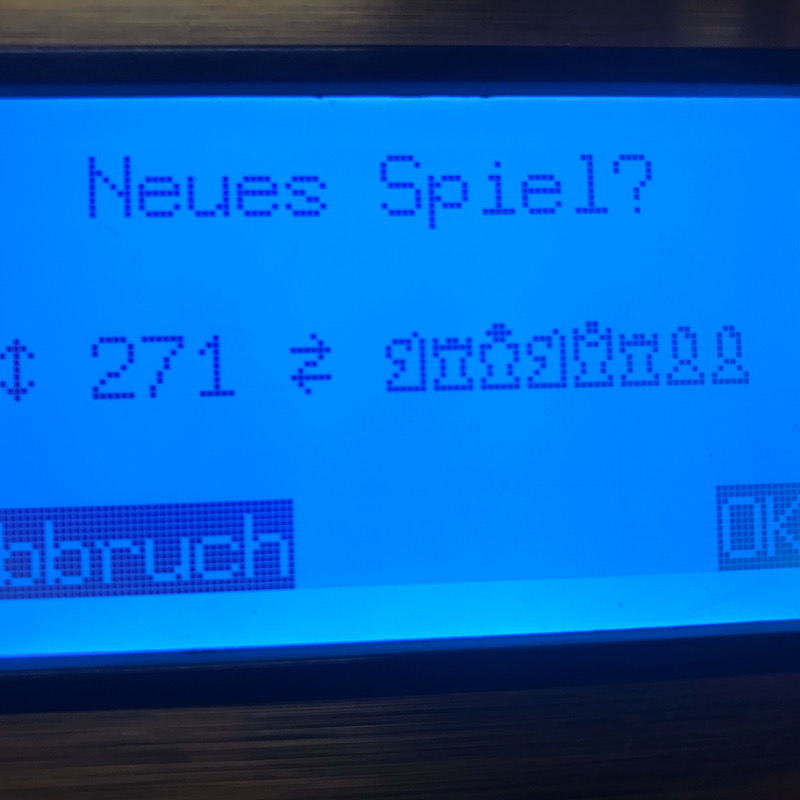 Neues Spiel?
↕ 271 ⇄ ♘♖♔♘♕♖♗♗
bbruch OK